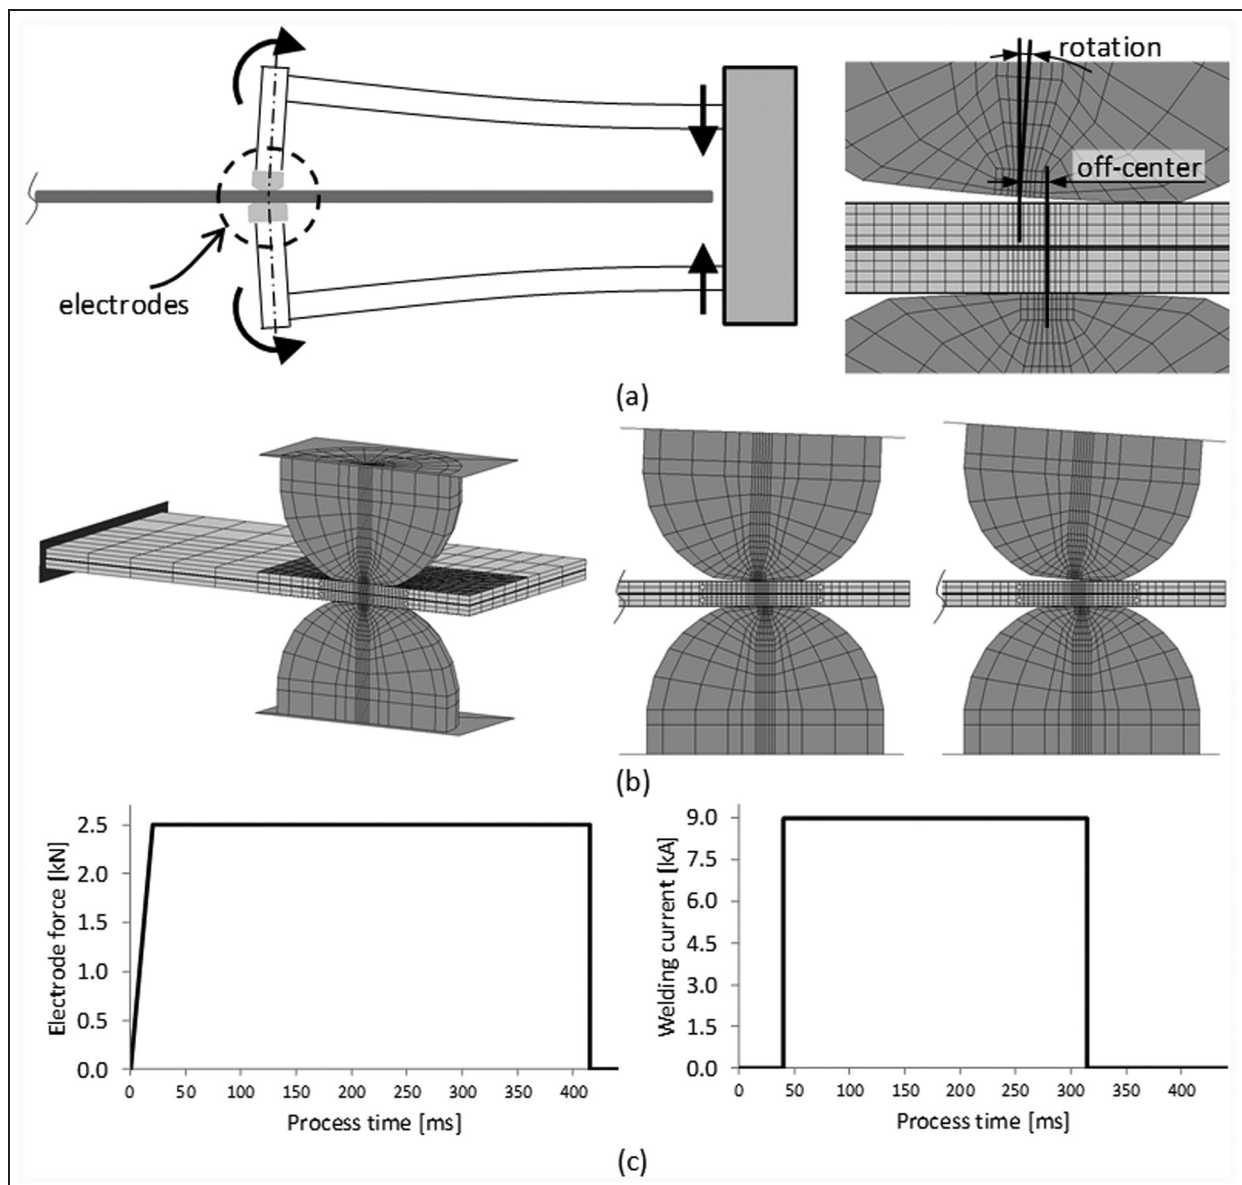 rotation
off-center
electrodes
(a)
(b)
Electrode force [kN]
2.5
2.0
1.5
1.0
0.5
0.0
0 50 100 150 200 250 300 350 400
Process time [ms]
Welding current [kA]
9.0
7.5
6.0
4.5
3.0
1.5
0.0
0 50 100 150 200 250 300 350 400
Process time [ms]
(c)